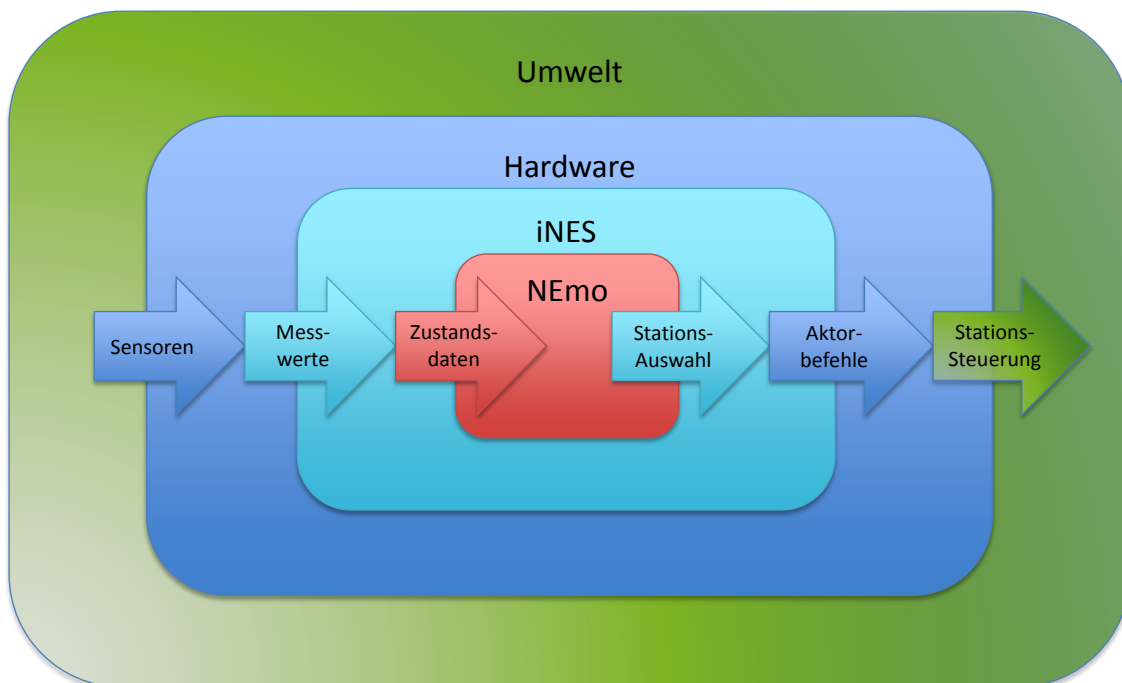 Umwelt
Hardware
iNES
NEmo
Sensoren
Mess-
werte
Zustands-
daten
Stations-
Auswahl
Aktor-
befehle
Stations-
Steuerung